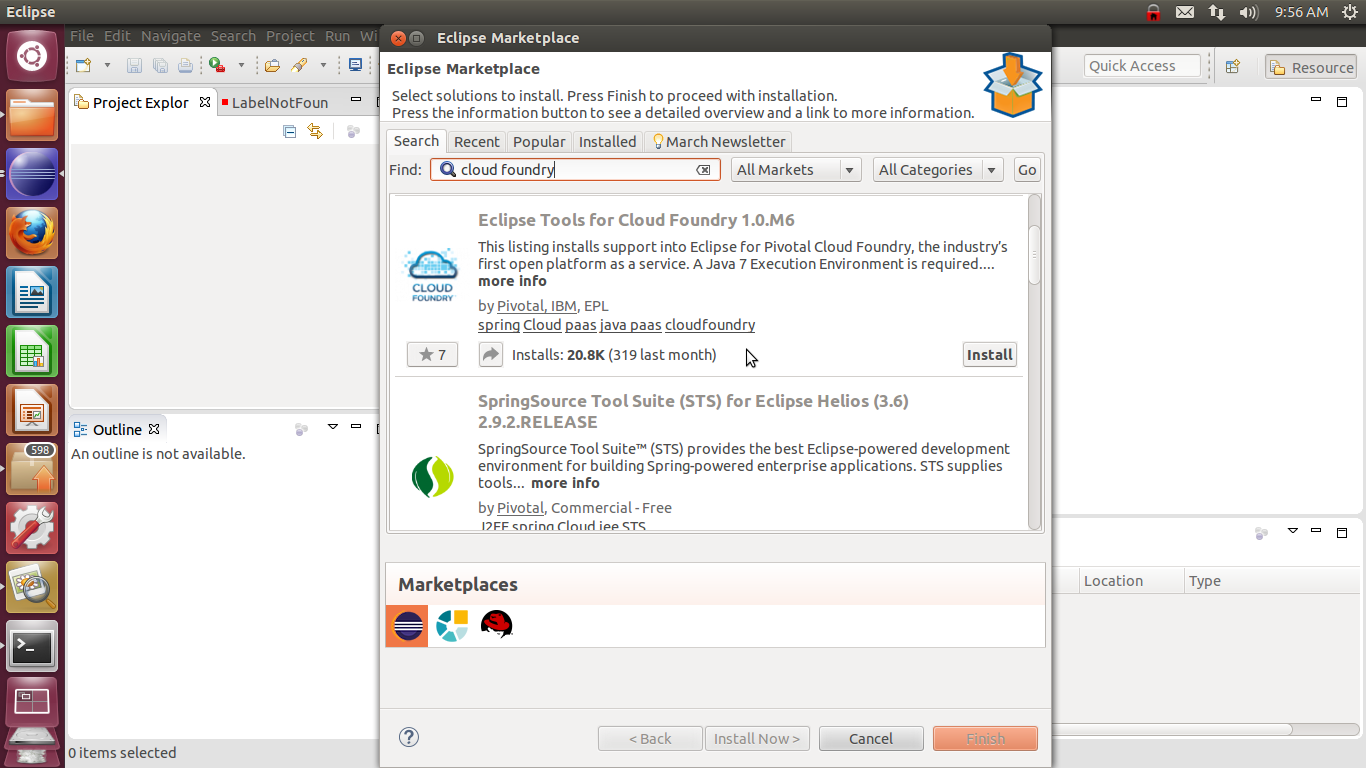 Eclipse
9:56 AM
File Edit Navigate Search Project Run Wi
Eclipse Marketplace
Quick Access
Resource
Project Explor
LabelNotFoun
Eclipse Marketplace
Select solutions to install. Press Finish to proceed with installation.
Press the information button to see a detailed overview and a link to more information.
Search Recent Popular Installed March Newsletter
Find: cloud foundry All Markets All Categories Go
Eclipse Tools for Cloud Foundry 1.0.M6
This listing installs support into Eclipse for Pivotal Cloud Foundry, the industry's
first open platform as a service. A Java 7 Execution Environment is required....
more info
CLOUD
FOUNDRY
by Pivotal, IBM, EPL
spring Cloud paas java paas cloudfoundry
7 Installs: 20.8K (319 last month) Install
SpringSource Tool Suite (STS) for Eclipse Helios (3.6)
2.9.2.RELEASE
SpringSource Tool Suite™ (STS) provides the best Eclipse-powered development
environment for building Spring-powered enterprise applications. STS supplies
tools... more info
by Pivotal, Commercial - Free
J2EE spring Cloud jee STS
Outline
An outline is not available.
598
Marketplaces
Location Type
< Back Install Now > Cancel Finish
0 items selected